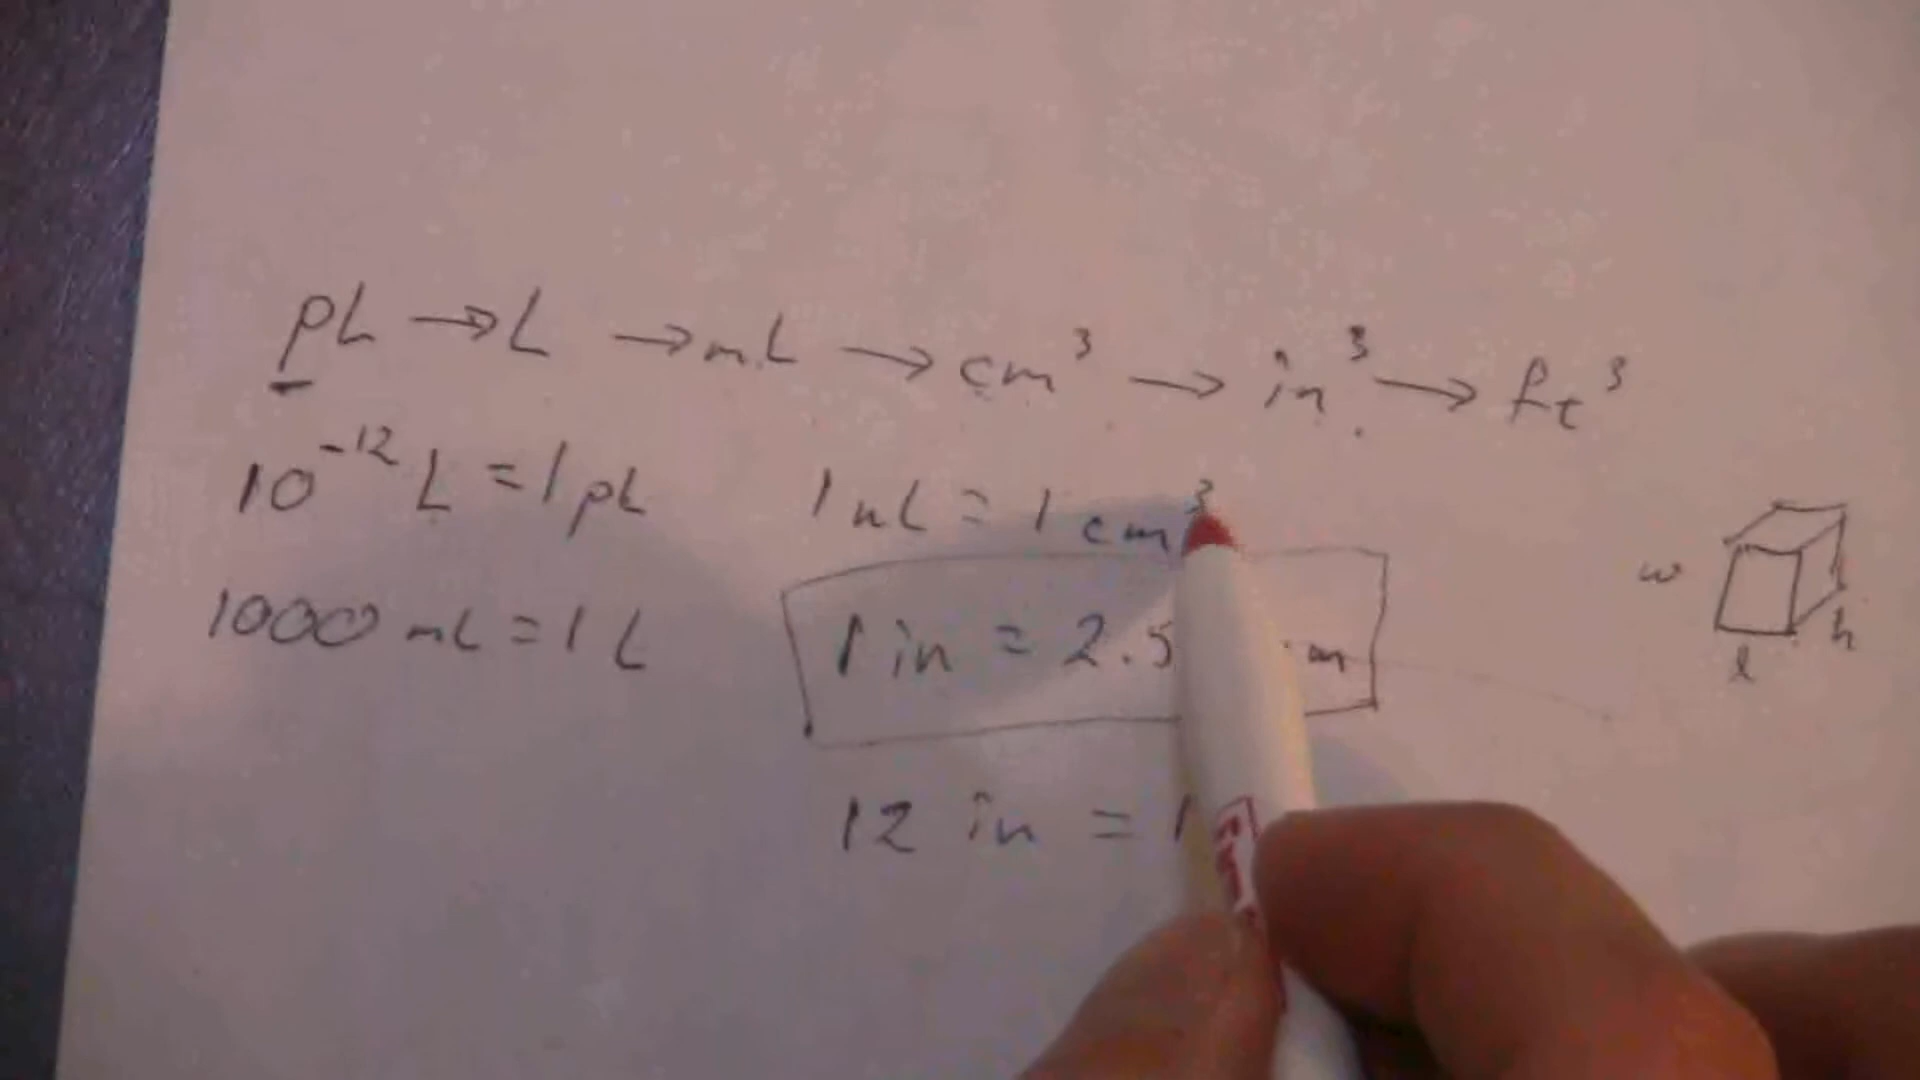 pL → L → mL → cm³ → in³ → ft³
10⁻¹² L = 1 pL
1 mL = 1 cm³
1000 mL = 1 L
1 in = 2.5 m
12 in = 1
w
l
h